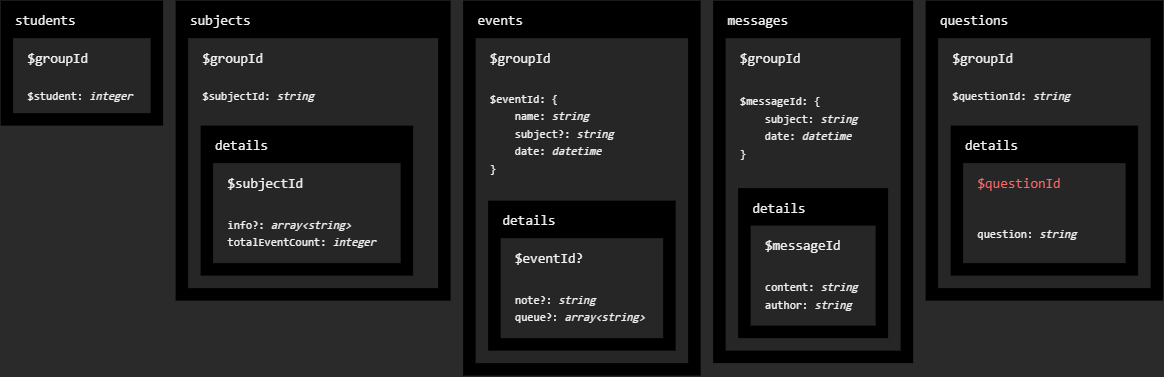 students
$groupId
$student: integer
subjects
$groupId
$subjectId: string
details
$subjectId
info?: array<string>
totalEventCount: integer
events
$groupId
$eventId: {
name: string
subject?: string
date: datetime
}
details
$eventId?
note?: string
queue?: array<string>
messages
$groupId
$messageId: {
subject: string
date: datetime
}
details
$messageId
content: string
author: string
questions
$groupId
$questionId: string
details
$questionId
question: string